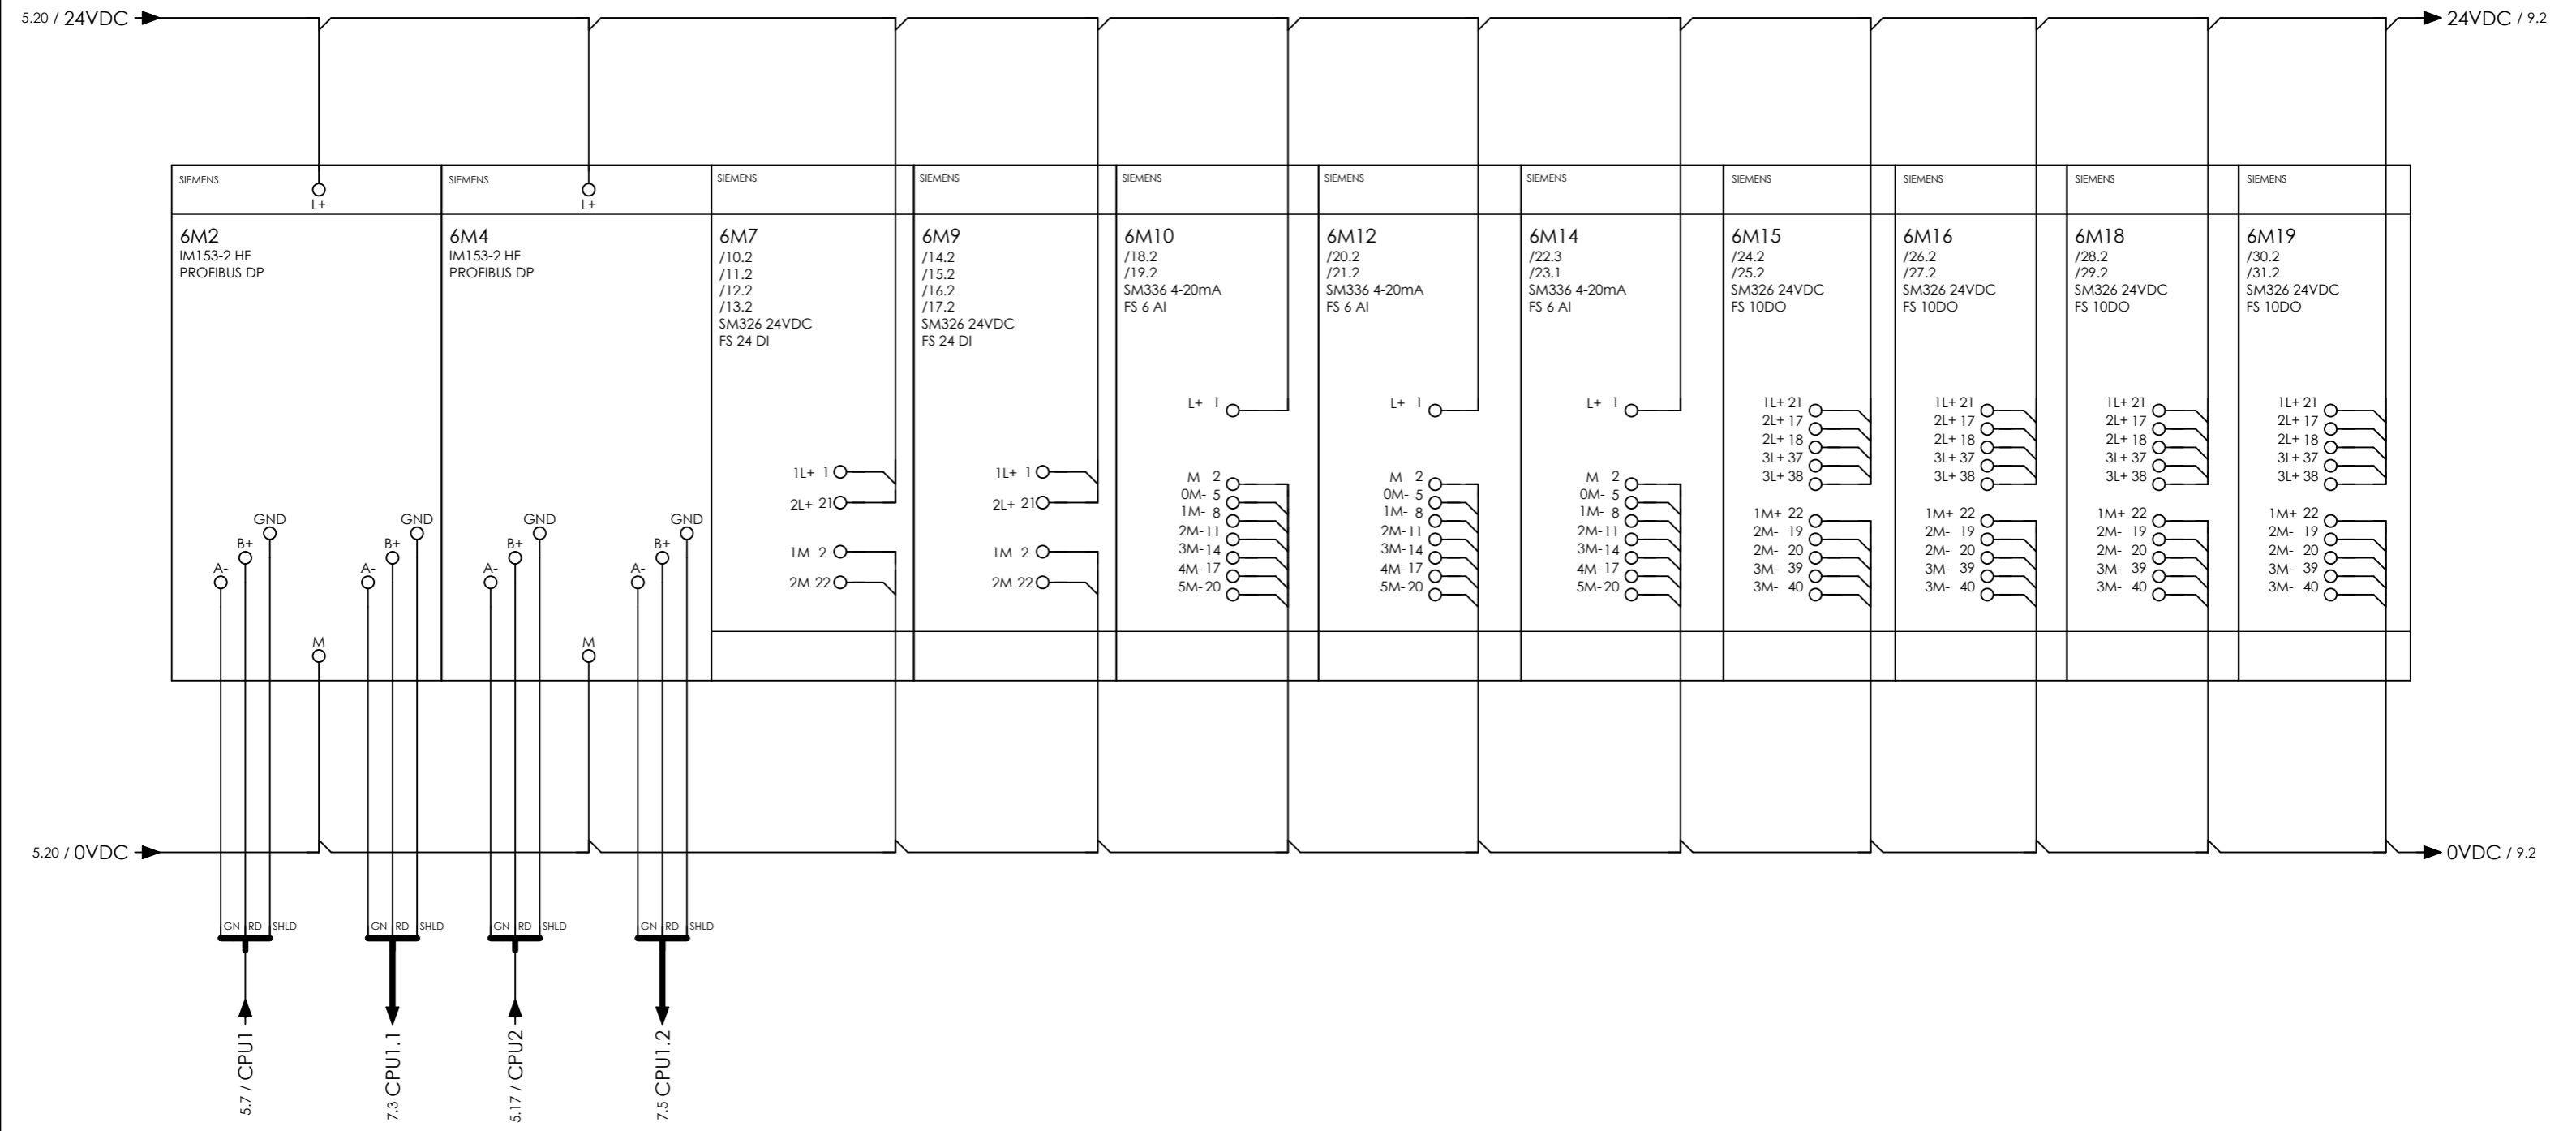 5.20 / 24VDC
24VDC / 9.2
SIEMENS
L+
6M2
IM153-2 HF
PROFIBUS DP
A-
B+
GND
M
A-
B+
GND
SIEMENS
L+
6M4
IM153-2 HF
PROFIBUS DP
A-
B+
GND
M
A-
B+
GND
SIEMENS
6M7
/10.2
/11.2
/12.2
/13.2
SM326 24VDC
FS 24 DI
1L+ 1
2L+ 21
1M 2
2M 22
SIEMENS
6M9
/14.2
/15.2
/16.2
/17.2
SM326 24VDC
FS 24 DI
1L+ 1
2L+ 21
1M 2
2M 22
SIEMENS
6M10
/18.2
/19.2
SM336 4-20mA
FS 6 AI
L+ 1
M 2
0M- 5
1M- 8
2M-11
3M-14
4M-17
5M-20
SIEMENS
6M12
/20.2
/21.2
SM336 4-20mA
FS 6 AI
L+ 1
M 2
0M- 5
1M- 8
2M-11
3M-14
4M-17
5M-20
SIEMENS
6M14
/22.3
/23.1
SM336 4-20mA
FS 6 AI
L+ 1
M 2
0M- 5
1M- 8
2M-11
3M-14
4M-17
5M-20
SIEMENS
6M15
/24.2
/25.2
SM326 24VDC
FS 10DO
1L+ 21
2L+ 17
2L+ 18
3L+ 37
3L+ 38
1M+ 22
2M- 19
2M- 20
3M- 39
3M- 40
SIEMENS
6M16
/26.2
/27.2
SM326 24VDC
FS 10DO
1L+ 21
2L+ 17
2L+ 18
3L+ 37
3L+ 38
1M+ 22
2M- 19
2M- 20
3M- 39
3M- 40
SIEMENS
6M18
/28.2
/29.2
SM326 24VDC
FS 10DO
1L+ 21
2L+ 17
2L+ 18
3L+ 37
3L+ 38
1M+ 22
2M- 19
2M- 20
3M- 39
3M- 40
SIEMENS
6M19
/30.2
/31.2
SM326 24VDC
FS 10DO
1L+ 21
2L+ 17
2L+ 18
3L+ 37
3L+ 38
1M+ 22
2M- 19
2M- 20
3M- 39
3M- 40
5.20 / 0VDC
0VDC / 9.2
GN RD SHLD
GN RD SHLD
GN RD SHLD
GN RD SHLD
5.7 / CPU1
7.3 CPU1.1
5.17 / CPU2
7.5 CPU1.2